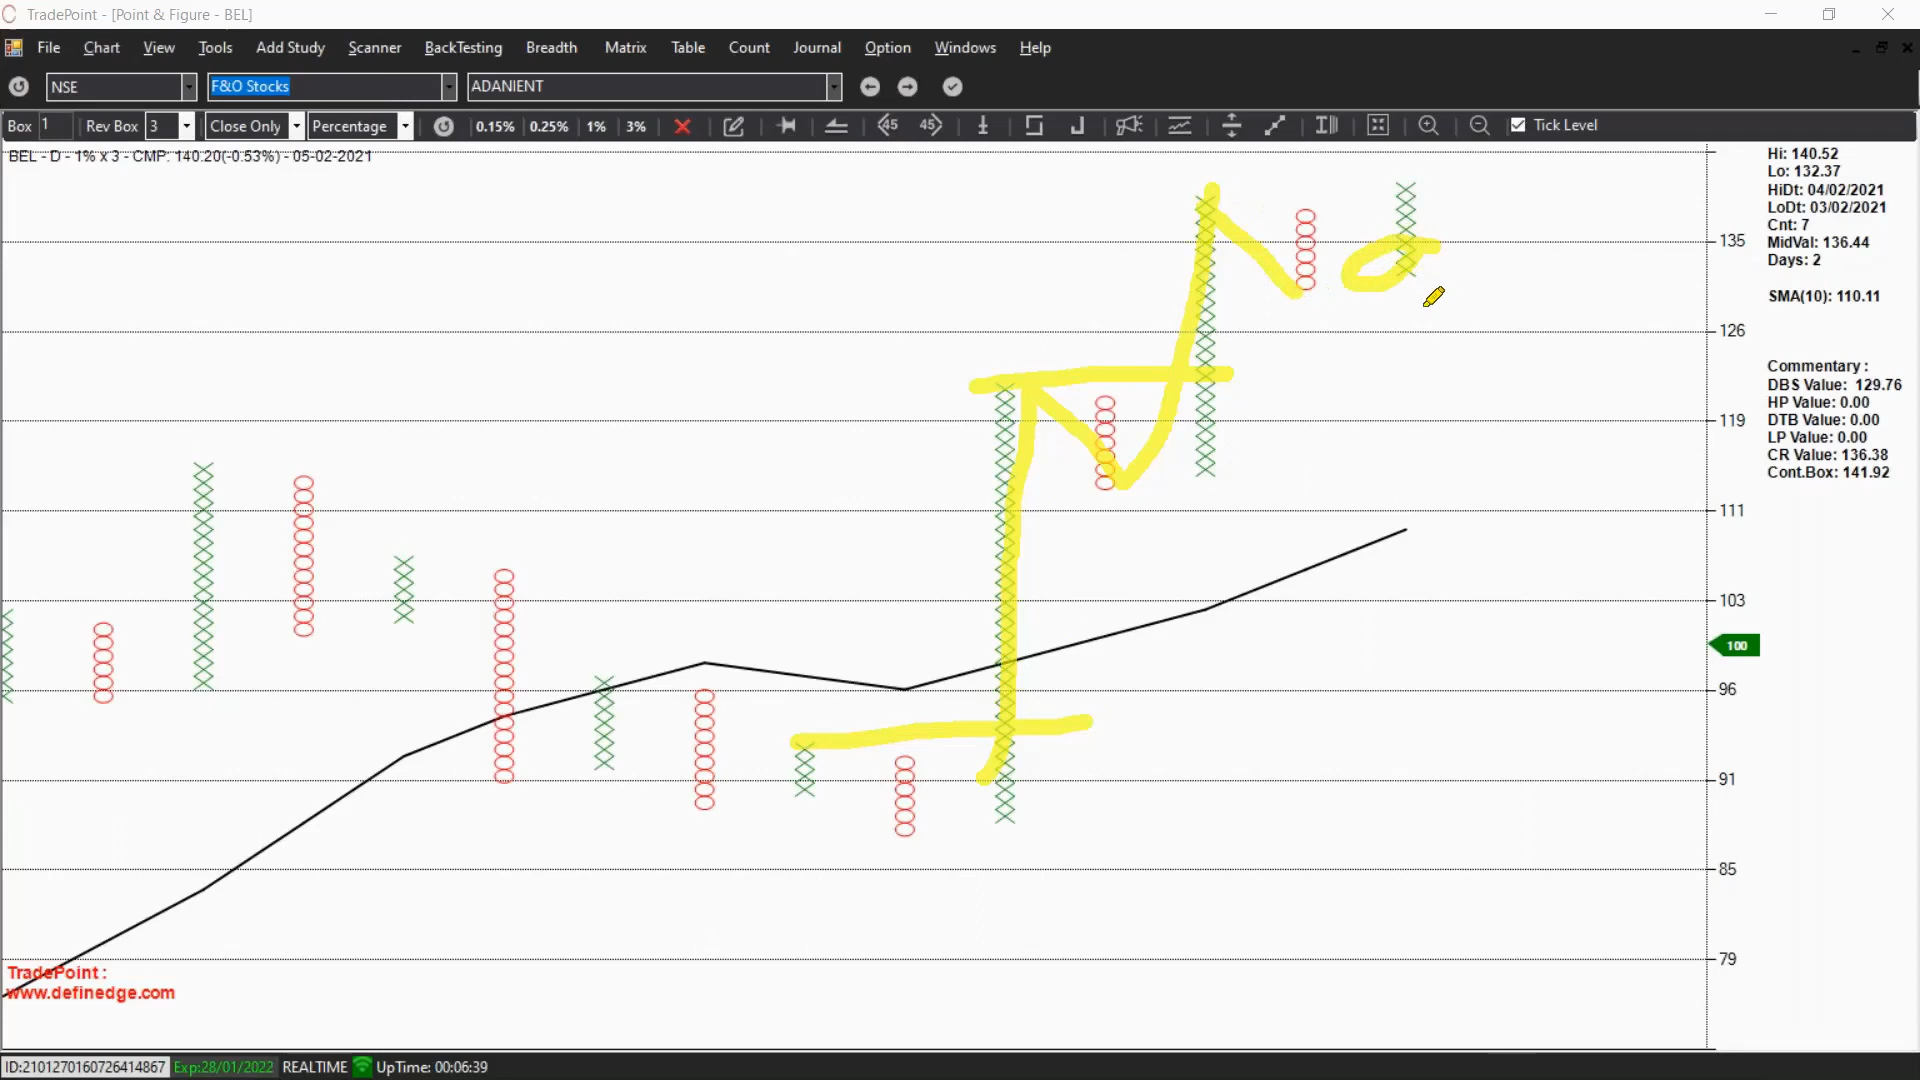 TradePoint - [Point & Figure - BEL]
File Chart View Tools Add Study Scanner BackTesting Breadth Matrix Table Count Journal Option Windows Help
NSE F&O Stocks ADANIENT
Box 1 Rev Box 3 Close Only Percentage 0.15% 0.25% 1% 3% 45 45 Tick Level
BEL - D - 1% x 3 - CMP: 140.20(-0.53%) - 05-02-2021
Hi: 140.52
Lo: 132.37
HiDt: 04/02/2021
LoDt: 03/02/2021
Cnt: 7
MidVal: 136.44
Days: 2
SMA(10): 110.11
Commentary :
DBS Value: 129.76
HP Value: 0.00
DTB Value: 0.00
LP Value: 0.00
CR Value: 136.38
Cont.Box: 141.92
135
126
119
111
103
100
96
91
85
79
TradePoint :
www.definedge.com
ID:2101270160726414867 Exp:28/01/2022 REALTIME UpTime: 00:06:39